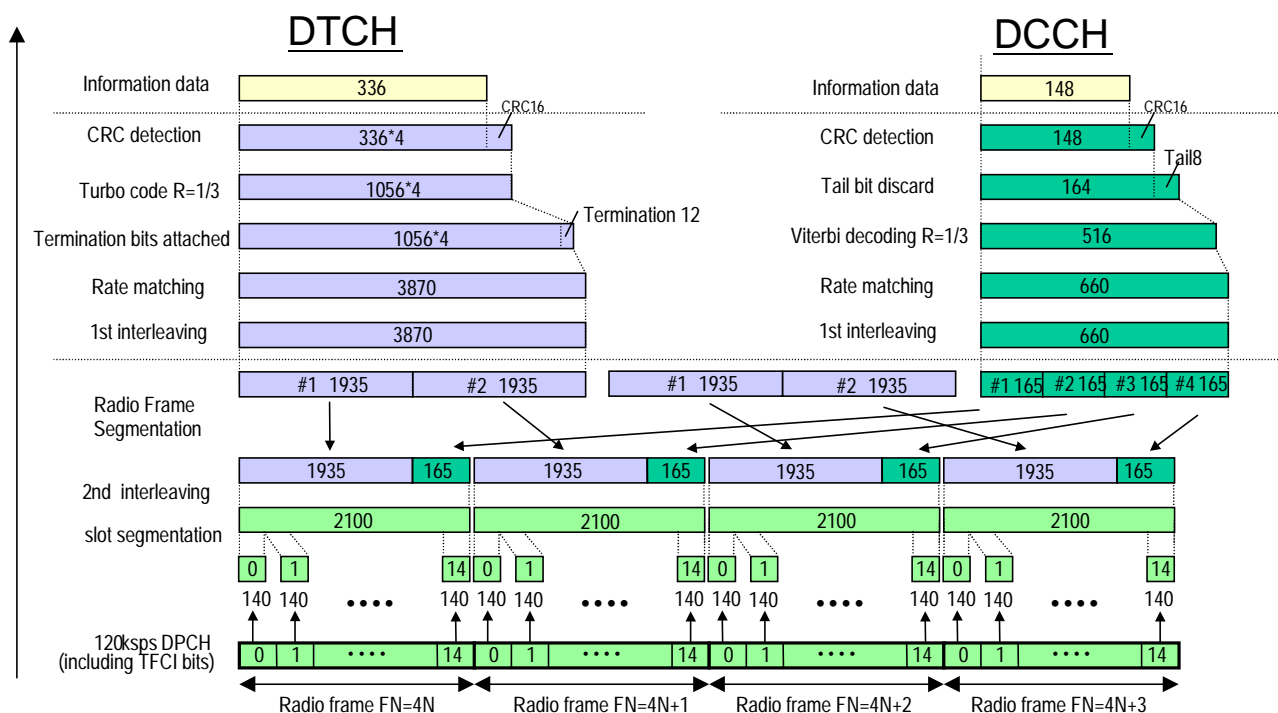 DTCH DCCH
Information data 336 Information data 148
CRC16 CRC16
CRC detection 336*4 CRC detection 148
Tail8
Turbo code R=1/3 1056*4 Tail bit discard 164
Termination 12
Termination bits attached 1056*4 Viterbi decoding R=1/3 516
Rate matching 3870 Rate matching 660
1st interleaving 3870 1st interleaving 660
#1 1935 #2 1935 #1 1935 #2 1935 #1 165 #2 165 #3 165 #4 165
Radio Frame
Segmentation
1935 165 1935 165 1935 165 1935 165
2nd interleaving
2100 2100 2100 2100
slot segmentation
0 1 14 0 1 14 0 1 14 0 1 14
140 140 •••• 140 140 140 •••• 140 140 140 •••• 140 140 140 •••• 140
120ksps DPCH
(including TFCI bits)
0 1 •••• 14 0 1 •••• 14 0 1 •••• 14 0 1 •••• 14
Radio frame FN=4N Radio frame FN=4N+1 Radio frame FN=4N+2 Radio frame FN=4N+3